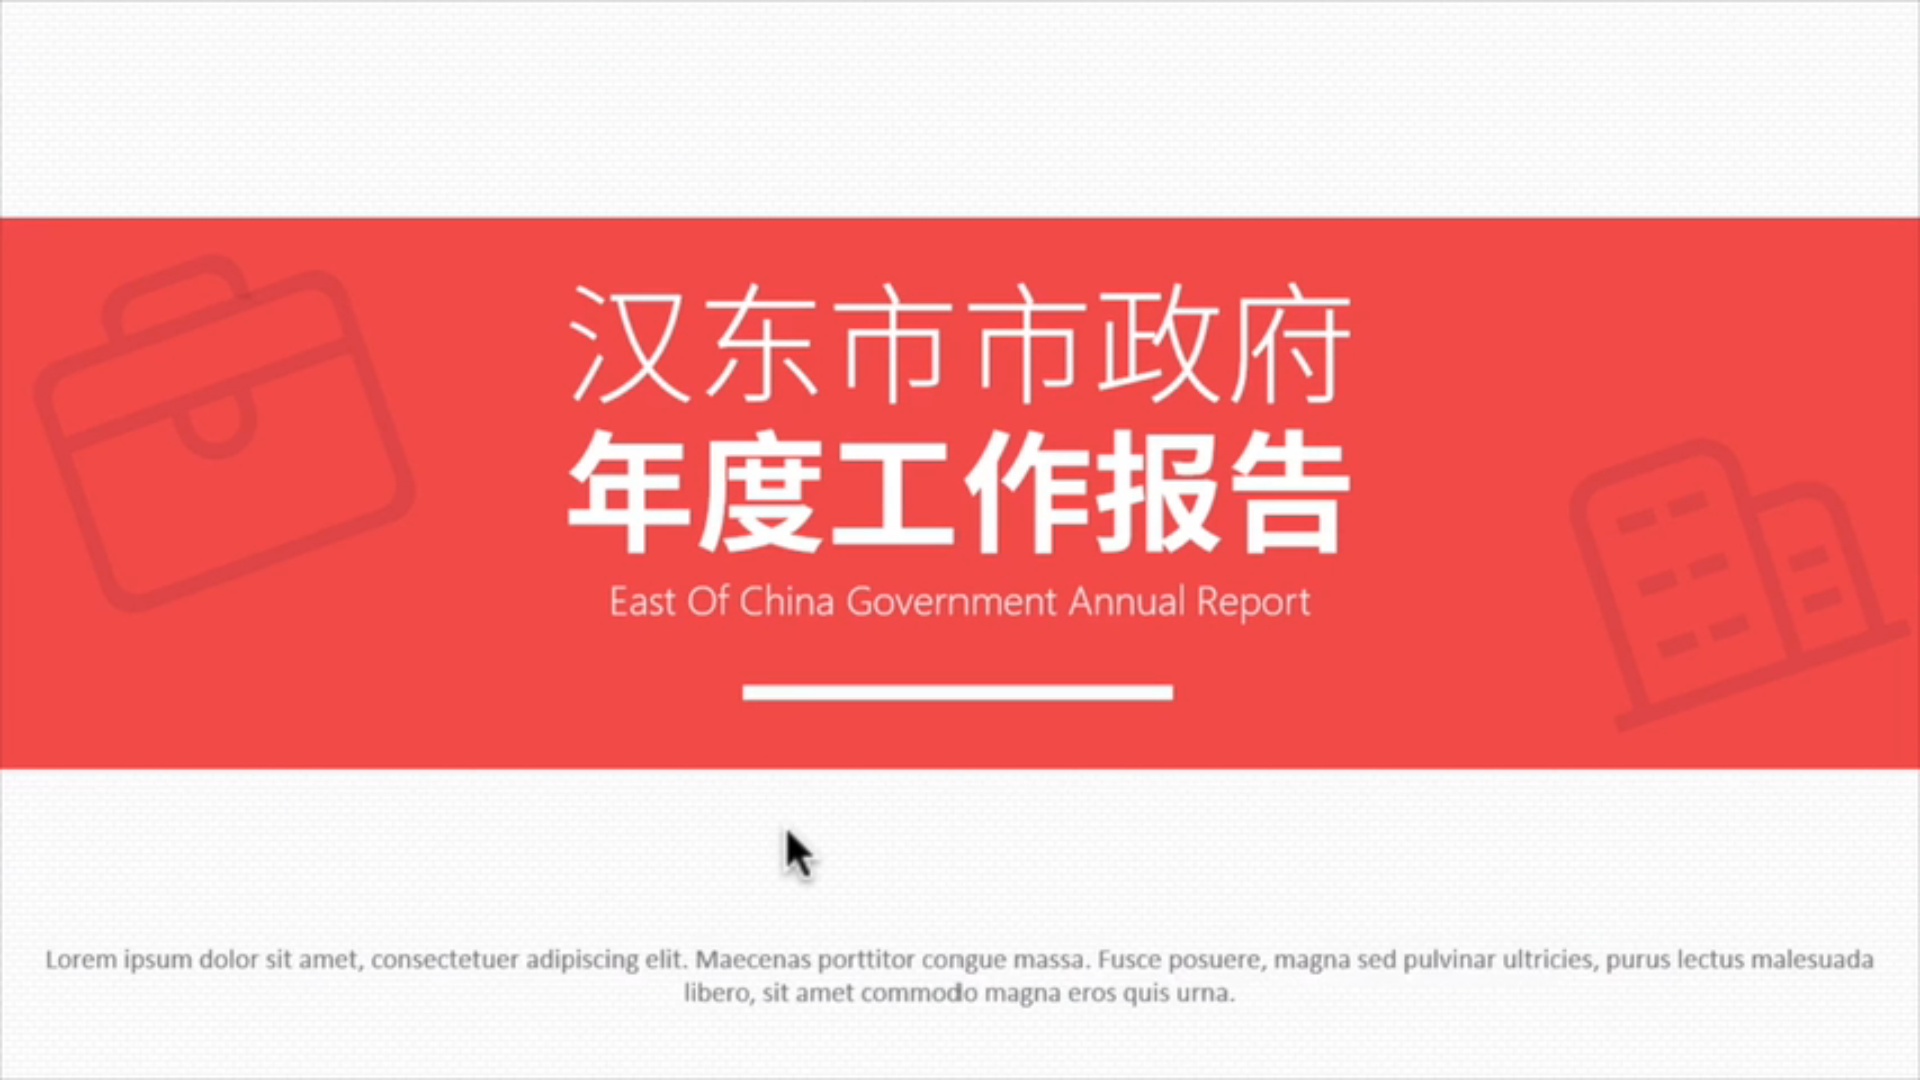 汉东市市政府
年度工作报告
East Of China Government Annual Report
Lorem ipsum dolor sit amet, consectetuer adipiscing elit. Maecenas porttitor congue massa. Fusce posuere, magna sed pulvinar ultricies, purus lectus malesuada
libero, sit amet commodo magna eros quis urna.